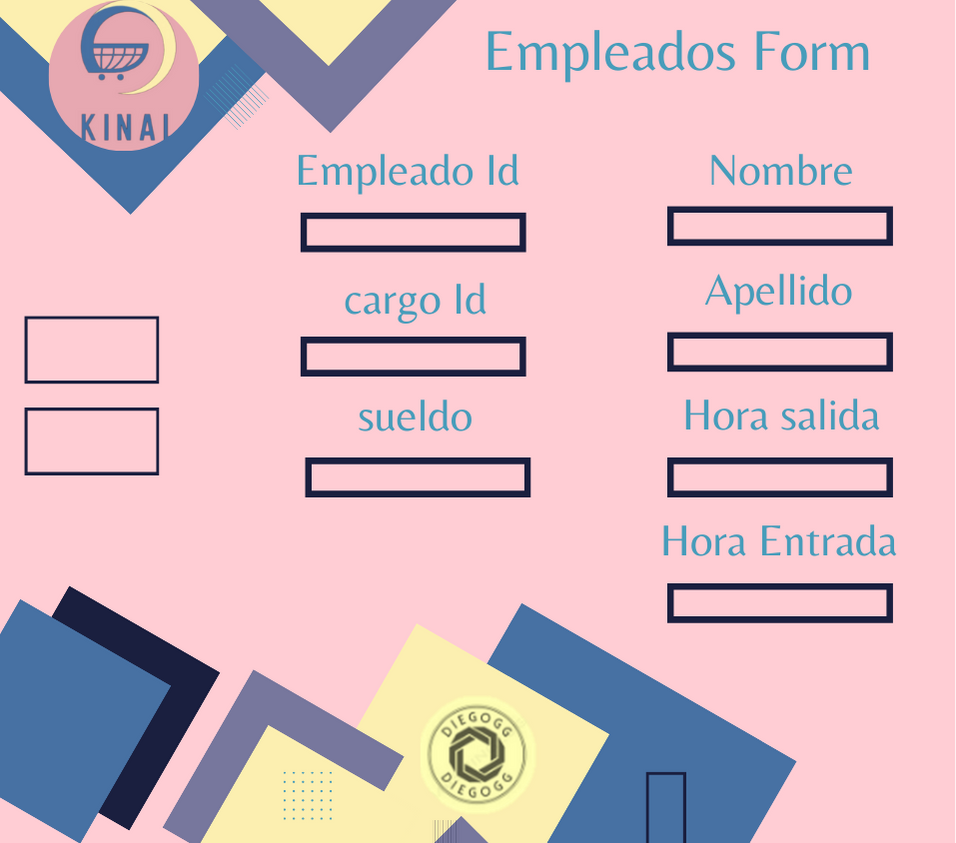 KINAL
Empleados Form
Empleado Id
Nombre
cargo Id
Apellido
sueldo
Hora salida
Hora Entrada
DIEGOGG
DIEGOGG